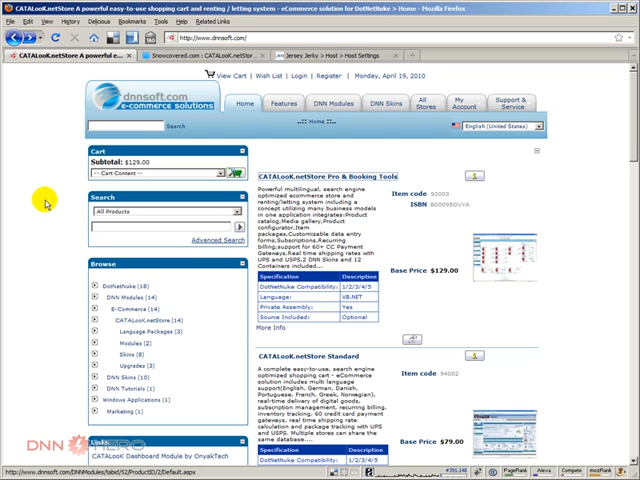 CATALooK.netStore A powerful easy-to-use shopping cart and renting / letting system - eCommerce solution for DotNetNuke > Home - Mozilla Firefox
File Edit View History Delicious Bookmarks Tools Help Related Links
http://www.dnnsoft.com/
CATALooK.netStore A powerful e...
Snowcovered.com : CATALooK.netStor...
Jersey Jerky > Host > Host Settings
View Cart | Wish List | Login | Register | Monday, April 19, 2010
dnnsoft.com
e-commerce solutions
Home
Features
DNN Modules
DNN Skins
All Stores
My Account
Support & Service
Search
..:: Home ::..
English (United States)
Cart
Subtotal: $129.00
-- Cart Content --
Search
All Products
Advanced Search
Browse
DotNetNuke (18)
DNN Modules (14)
E-Commerce (14)
CATALooK.netStore (14)
Language Packages (3)
Modules (2)
Skins (8)
Upgrades (3)
DNN Skins (10)
DNN Tutorials (1)
Windows Applications (1)
Marketing (1)
Links
CATALooK Dashboard Module by OnyakTech
CATALooK.netStore Pro & Booking Tools
Powerful multilingual, search engine
optimized ecommerce store and
renting/letting system including a
concept utilizing many business models
in one application integrates:Product
catalog,Media gallery,Product
configurator,Item
packages,Customizable data entry
forms,Subscriptions,Recurring
billing,support for 60+ CC Payment
Gateways,Real time shipping rates with
UPS and USPS.2 DNN Skins and 12
Containers included...
Specification Description
DotNetNuke Compatibility: 1/2/3/4/5
Language: VB.NET
Private Assembly: Yes
Source Included: Optional
More Info
Item code 93003
Base Price $129.00
CATALooK.netStore Standard
A complete easy-to-use, search engine
optimized shopping cart - eCommerce
solution includes multi language
support(English, German, Danish,
Portuguese, French, Greek, Norwegian),
real-time delivery of digital goods,
subscription management, recurring billing,
inventory tracking, 60 credit card payment
gateways, real time shipping rate
calculation and package tracking with UPS
and USPS. Multiple stores can share the
same database....
Item code 94002
Base Price $79.00
Specification Description
DotNetNuke Compatibility: 1/2/3/4/5
DNN HERO
http://www.dnnsoft.com/DNNModules/tabid/52/ProductID/2/Default.aspx
PageRank
Alexa
Compete
mozRank